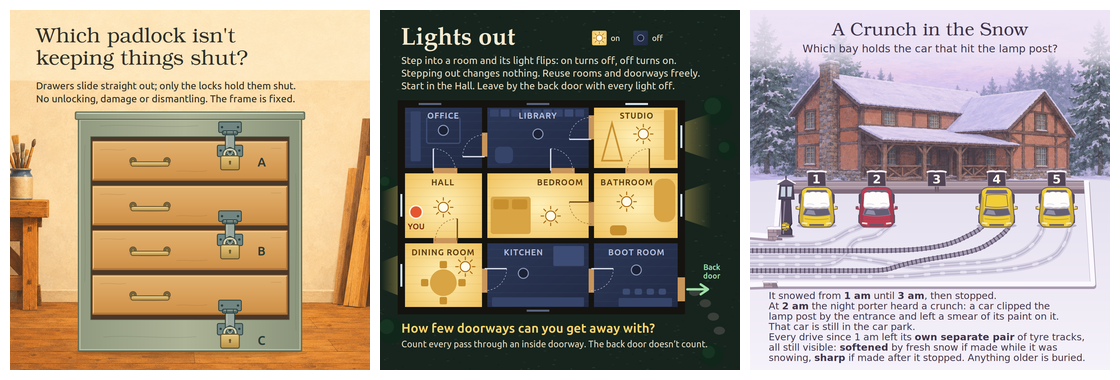 Which padlock isn't
keeping things shut?
Drawers slide straight out; only the locks hold them shut.
No unlocking, damage or dismantling. The frame is fixed.
A
B
C
Lights out
on
off
Step into a room and its light flips: on turns off, off turns on.
Stepping out changes nothing. Reuse rooms and doorways freely.
Start in the Hall. Leave by the back door with every light off.
OFFICE
LIBRARY
STUDIO
HALL
BEDROOM
BATHROOM
YOU
DINING ROOM
KITCHEN
BOOT ROOM
Back
door
How few doorways can you get away with?
Count every pass through an inside doorway. The back door doesn't count.
A Crunch in the Snow
Which bay holds the car that hit the lamp post?
1
2
3
4
5
It snowed from 1 am until 3 am, then stopped.
At 2 am the night porter heard a crunch: a car clipped the
lamp post by the entrance and left a smear of its paint on it.
That car is still in the car park.
Every drive since 1 am left its own separate pair of tyre tracks,
all still visible: softened by fresh snow if made while it was
snowing, sharp if made after it stopped. Anything older is buried.